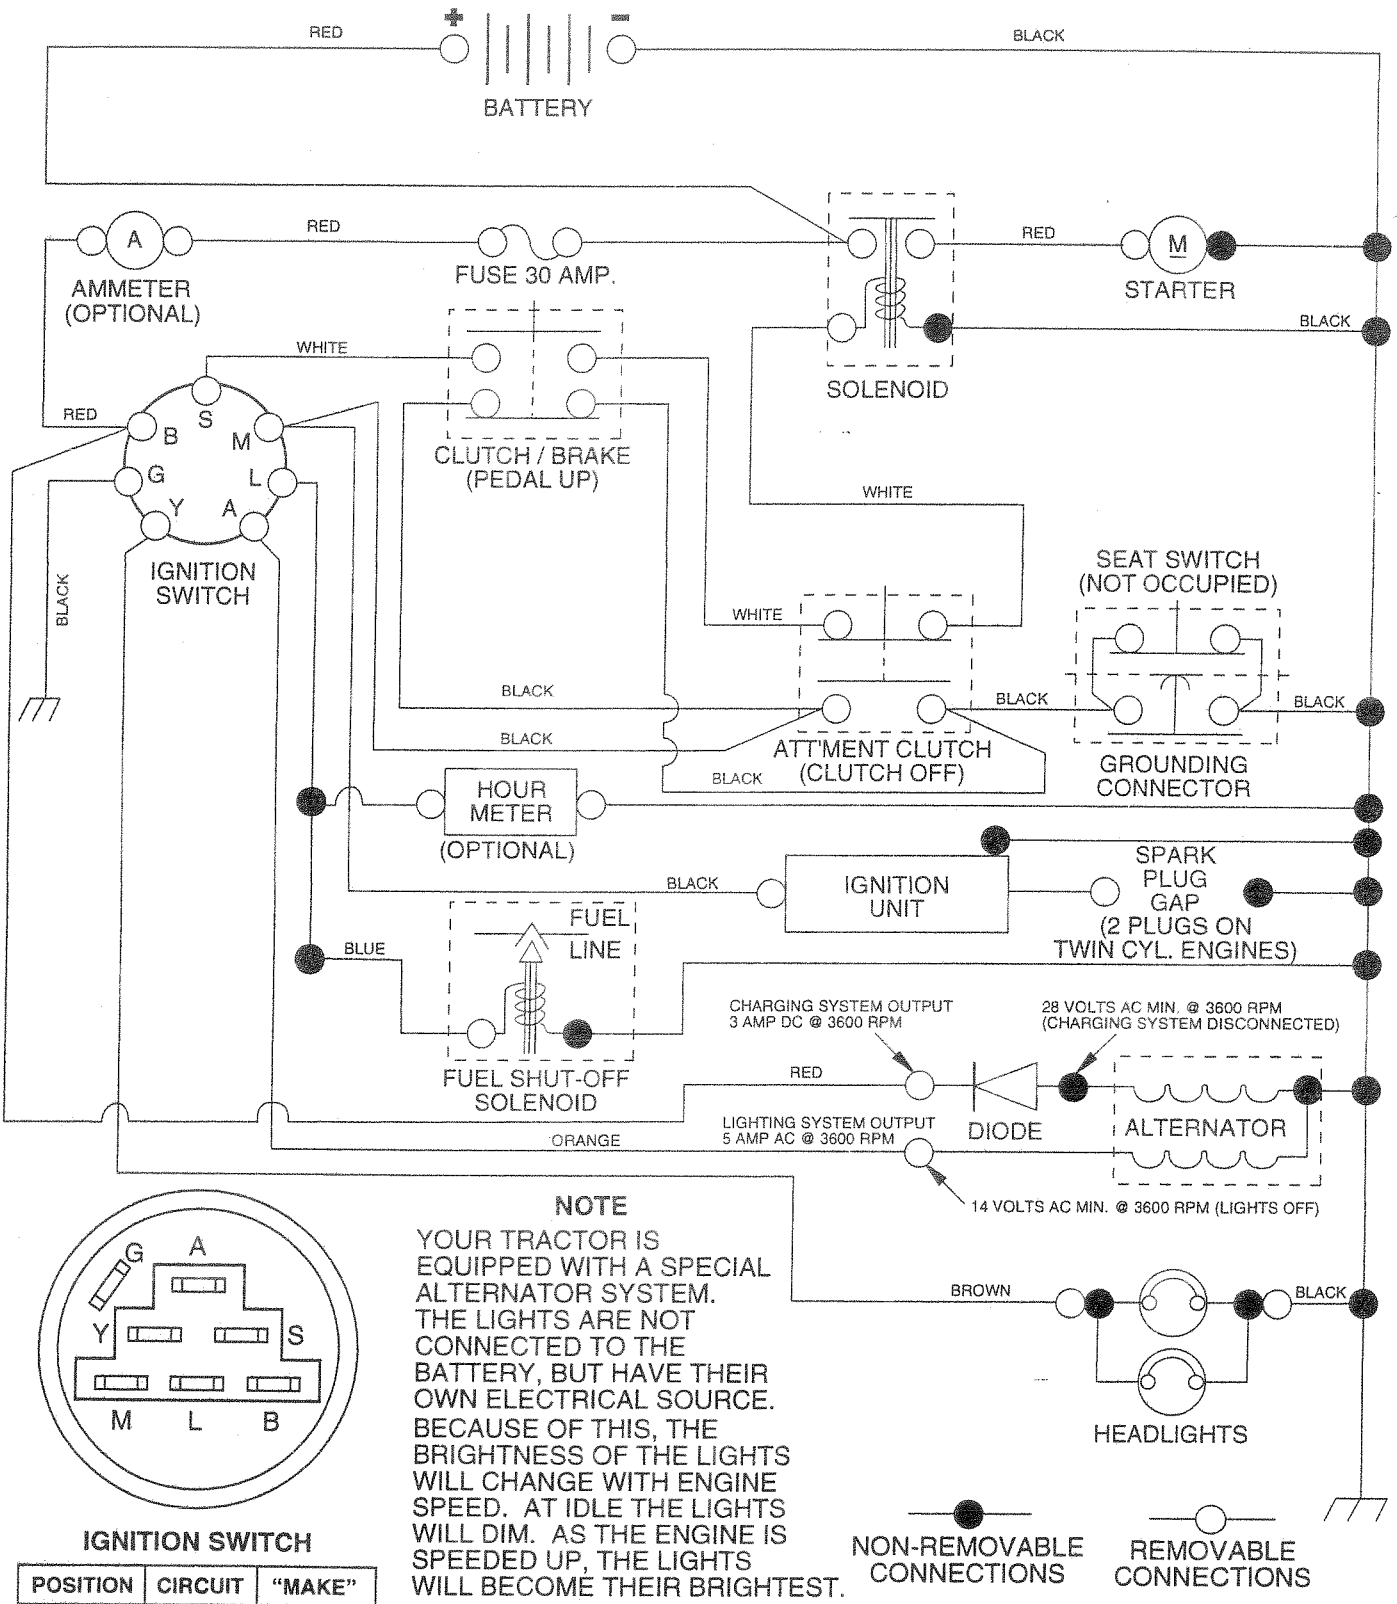 + -
RED
BLACK
BATTERY
RED
RED
A
M
FUSE 30 AMP.
AMMETER
(OPTIONAL)
STARTER
BLACK
WHITE
SOLENOID
RED
S
B
M
CLUTCH / BRAKE
(PEDAL UP)
G
L
WHITE
Y
A
IGNITION
SWITCH
BLACK
SEAT SWITCH
(NOT OCCUPIED)
WHITE
BLACK
BLACK
BLACK
BLACK
ATT'MENT CLUTCH
(CLUTCH OFF)
BLACK
GROUNDING
CONNECTOR
HOUR
METER
(OPTIONAL)
BLACK
IGNITION
UNIT
SPARK
PLUG
GAP
(2 PLUGS ON
TWIN CYL. ENGINES)
BLUE
FUEL
LINE
CHARGING SYSTEM OUTPUT
3 AMP DC @ 3600 RPM
28 VOLTS AC MIN. @ 3600 RPM
(CHARGING SYSTEM DISCONNECTED)
FUEL SHUT-OFF
SOLENOID
RED
DIODE
ALTERNATOR
ORANGE
LIGHTING SYSTEM OUTPUT
5 AMP AC @ 3600 RPM
14 VOLTS AC MIN. @ 3600 RPM (LIGHTS OFF)
NOTE
YOUR TRACTOR IS
EQUIPPED WITH A SPECIAL
ALTERNATOR SYSTEM.
THE LIGHTS ARE NOT
CONNECTED TO THE
BATTERY, BUT HAVE THEIR
OWN ELECTRICAL SOURCE.
BECAUSE OF THIS, THE
BRIGHTNESS OF THE LIGHTS
WILL CHANGE WITH ENGINE
SPEED. AT IDLE THE LIGHTS
WILL DIM. AS THE ENGINE IS
SPEEDED UP, THE LIGHTS
WILL BECOME THEIR BRIGHTEST.
BROWN
BLACK
HEADLIGHTS
G
A
Y
S
M
L
B
IGNITION SWITCH
POSITION CIRCUIT "MAKE"
NON-REMOVABLE
CONNECTIONS
REMOVABLE
CONNECTIONS